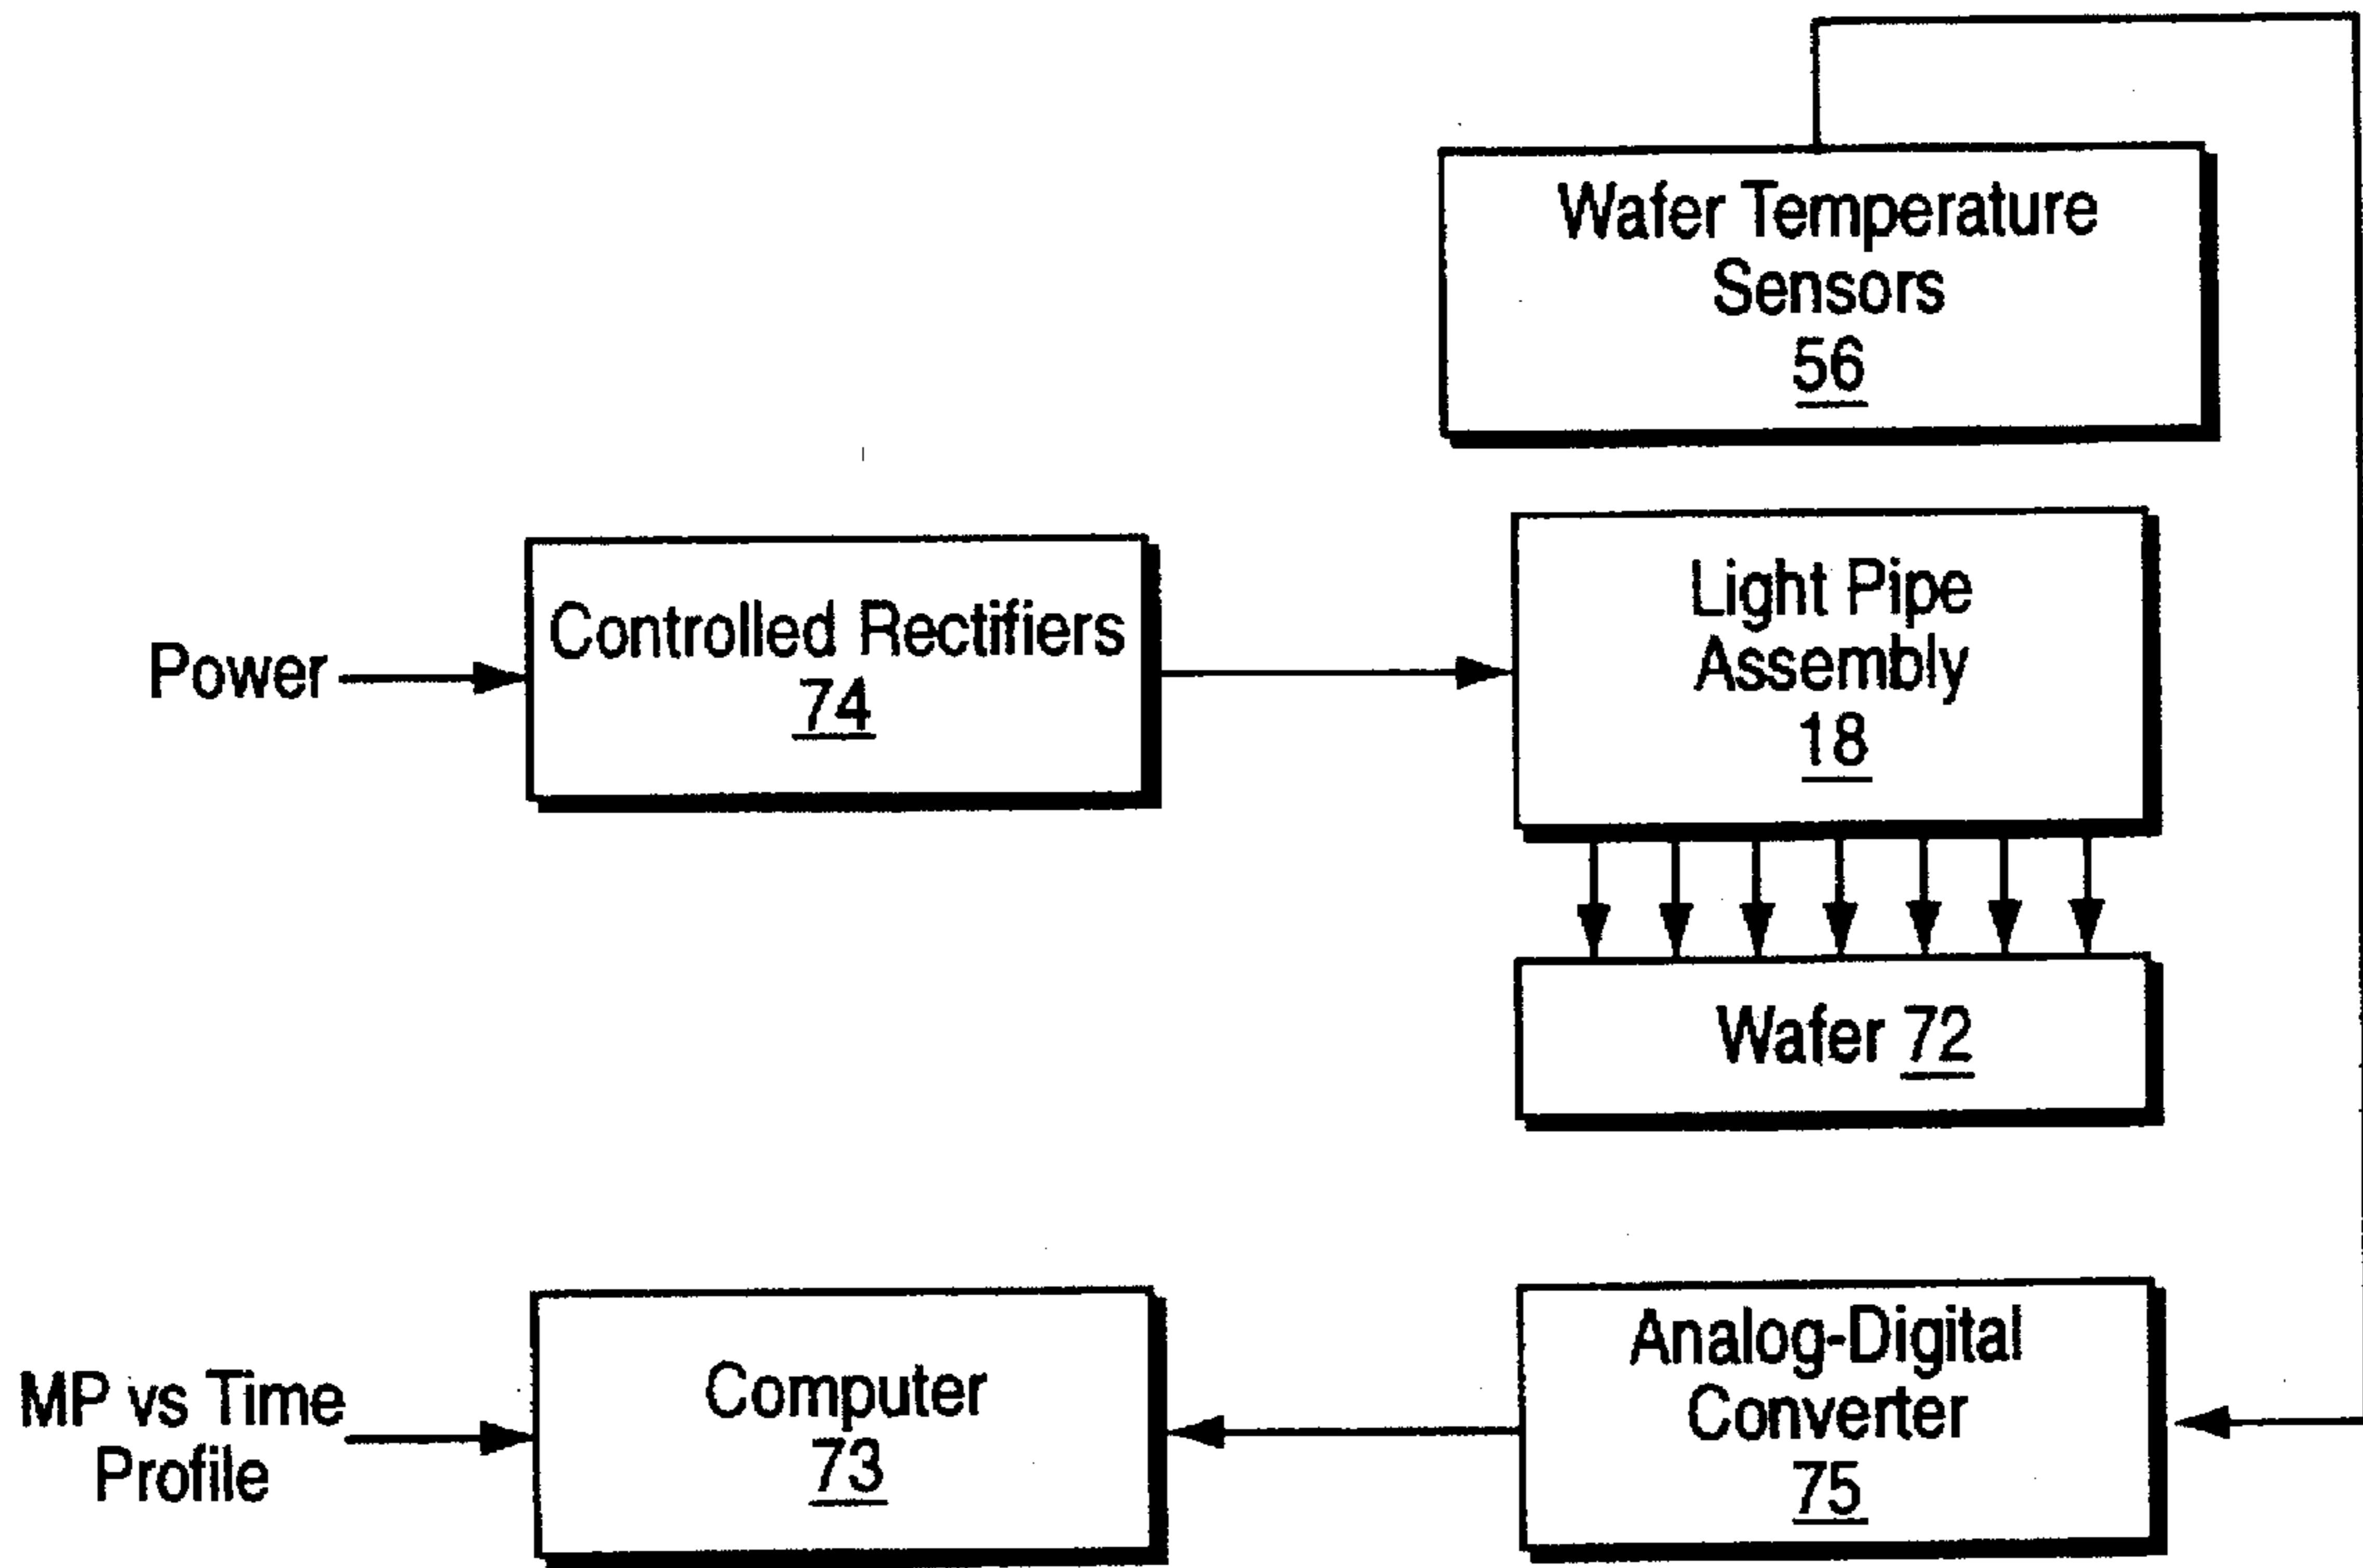 Wafer Temperature
Sensors
56
Power
Controlled Rectifiers
74
Light Pipe
Assembly
18
Wafer 72
MP vs Time
Profile
Computer
73
Analog-Digital
Converter
75